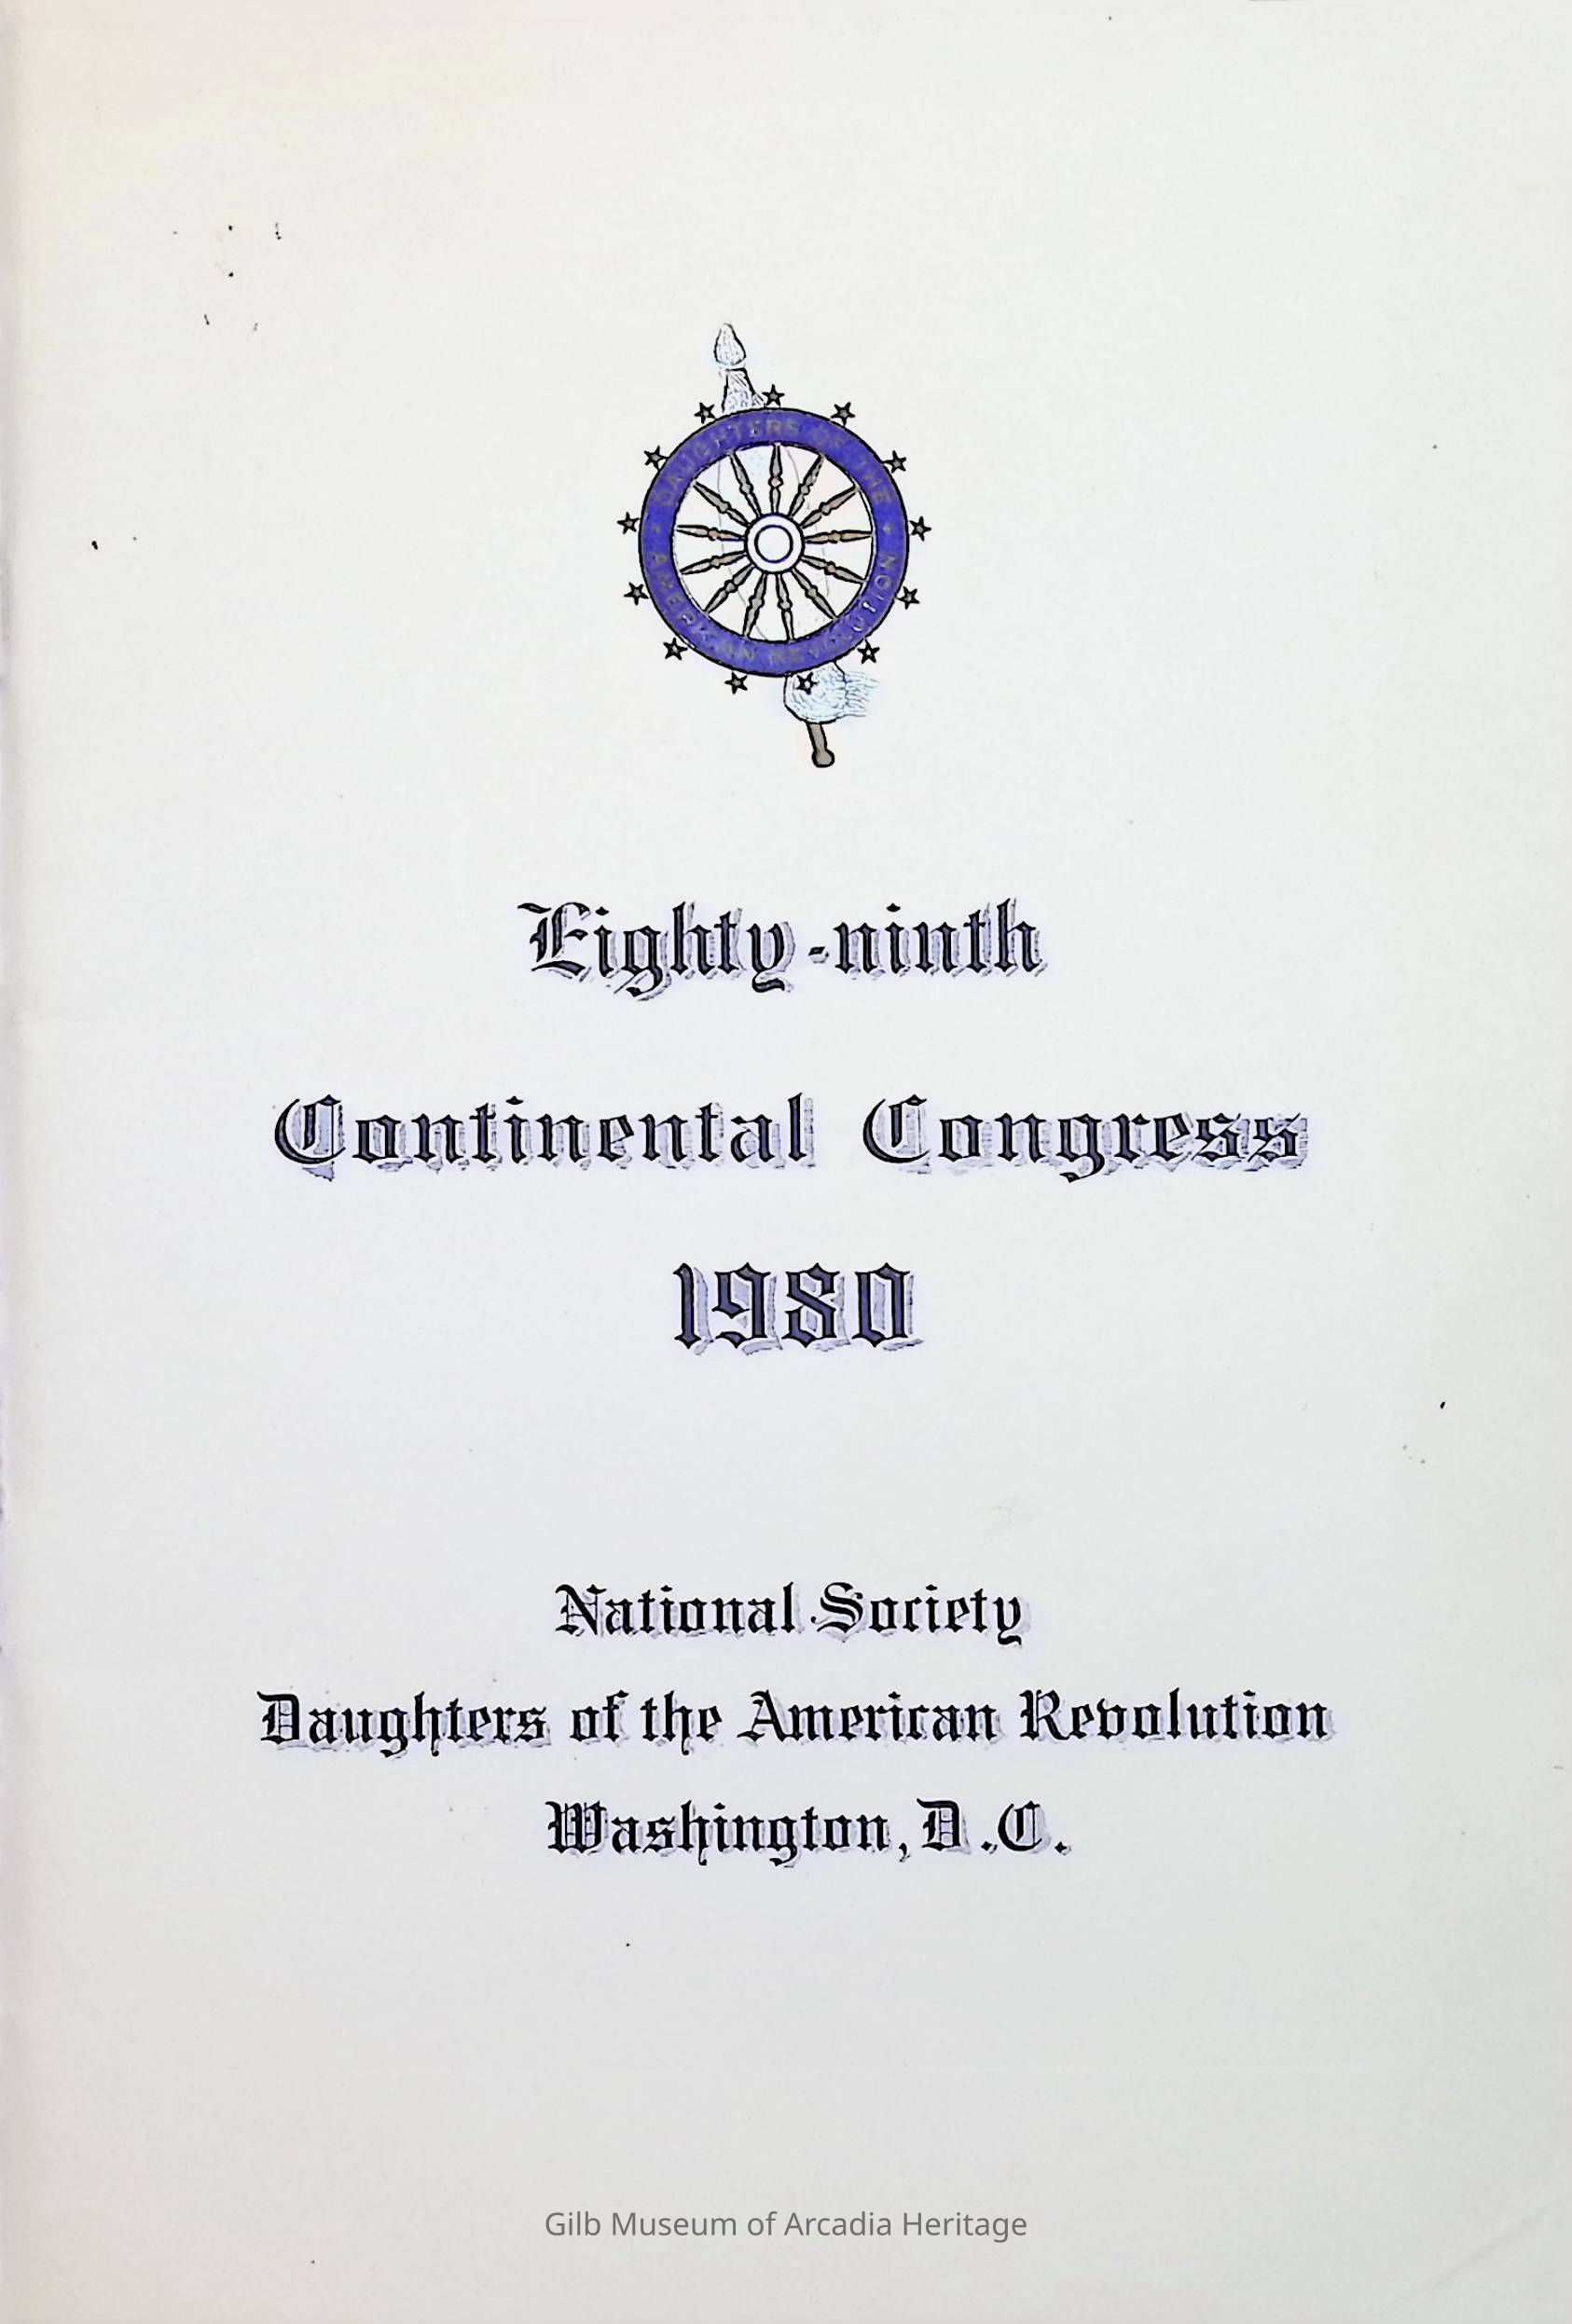 DAUGHTERS OF THE
AMERICAN REVOLUTION
Eighty-ninth
Continental Congress
1980
National Society
Daughters of the American Revolution
Washington, D.C.
Gilb Museum of Arcadia Heritage